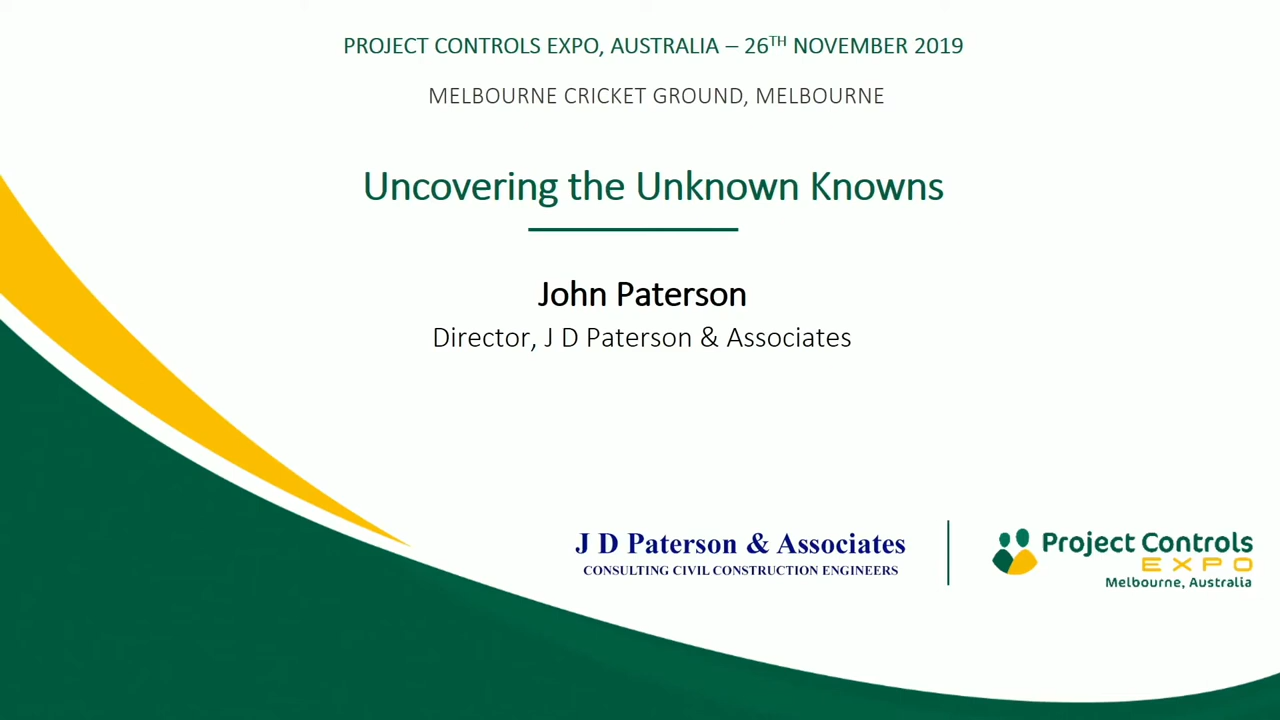 PROJECT CONTROLS EXPO, AUSTRALIA – 26TH NOVEMBER 2019
MELBOURNE CRICKET GROUND, MELBOURNE
Uncovering the Unknown Knowns
John Paterson
Director, J D Paterson & Associates
J D Paterson & Associates
CONSULTING CIVIL CONSTRUCTION ENGINEERS
Project Controls
EXPO
Melbourne, Australia